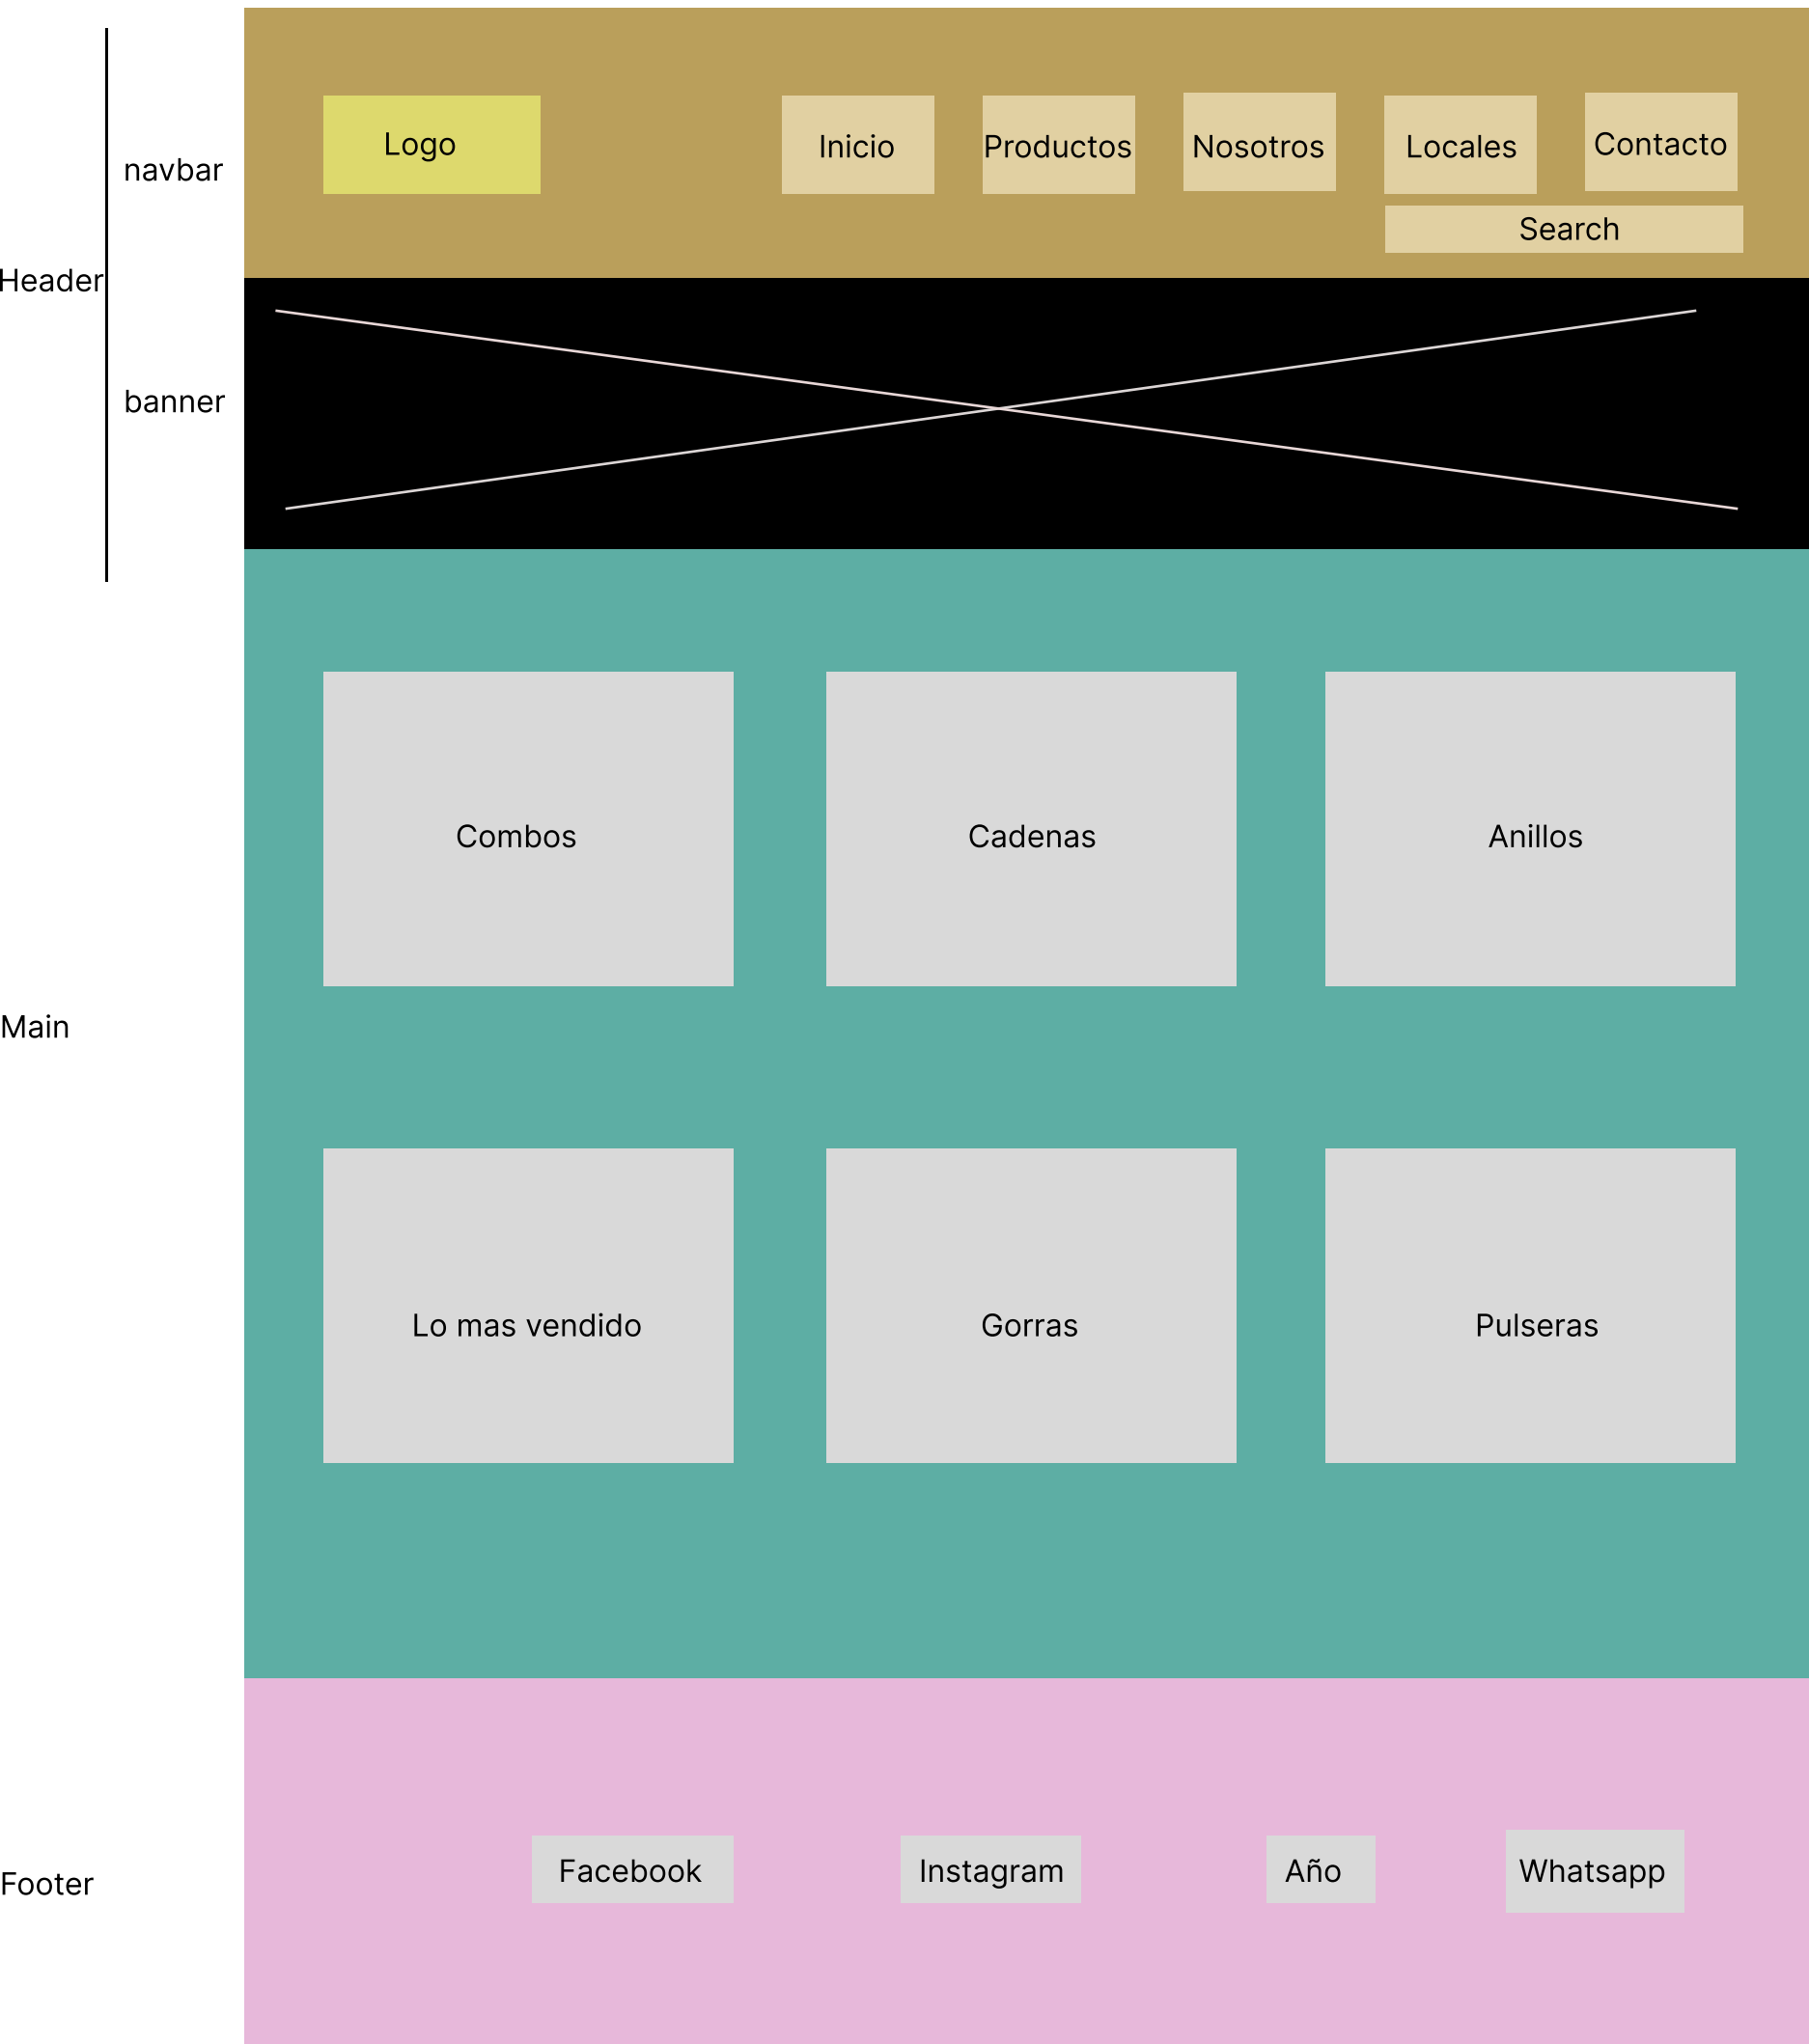 Logo
Inicio
Productos
Nosotros
Locales
Contacto
navbar
Search
Header
banner
Combos
Cadenas
Anillos
Main
Lo mas vendido
Gorras
Pulseras
Footer
Facebook
Instagram
Año
Whatsapp